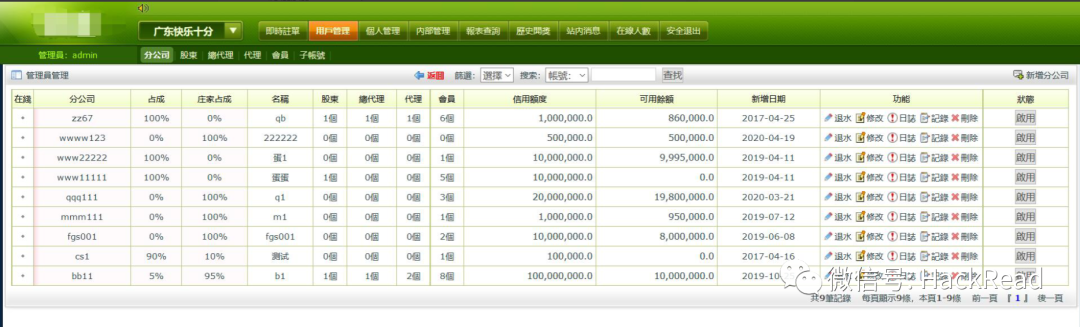 广东快乐十分
即時註單 用戶管理 個人管理 内部管理 報表查詢 歷史開獎 站内消息 在線人數 安全退出
管理員：admin 分公司 | 股東 | 總代理 | 代理 | 會員 | 子帳號
管理员管理 返回 篩選： 選擇 搜索： 帳號： 查找 新增分公司
在綫 分公司 占成 庄家占成 名稱 股東 總代理 代理 會員 信用額度 可用餘額 新增日期 功能 狀態
zz67 100% 0% qb 1個 1個 1個 6個 1,000,000.0 860,000.0 2017-04-25 退水 修改 日誌 記錄 刪除 啟用
wwww123 0% 100% 222222 0個 0個 0個 0個 500,000.0 500,000.0 2020-04-19 退水 修改 日誌 記錄 刪除 啟用
www22222 100% 0% 蛋1 0個 0個 0個 1個 10,000,000.0 9,995,000.0 2019-04-11 退水 修改 日誌 記錄 刪除 啟用
www11111 100% 0% 蛋蛋 1個 0個 0個 5個 10,000,000.0 0.0 2019-04-11 退水 修改 日誌 記錄 刪除 啟用
qqq111 0% 100% q1 0個 0個 0個 3個 20,000,000.0 19,800,000.0 2020-03-21 退水 修改 日誌 記錄 刪除 啟用
mmm111 0% 100% m1 0個 0個 0個 1個 1,000,000.0 950,000.0 2019-07-12 退水 修改 日誌 記錄 刪除 啟用
fgs001 0% 100% fgs001 0個 0個 0個 2個 10,000,000.0 8,000,000.0 2019-06-08 退水 修改 日誌 記錄 刪除 啟用
cs1 90% 10% 测试 0個 0個 0個 1個 100,000.0 0.0 2017-04-16 退水 修改 日誌 記錄 刪除 啟用
bb11 5% 95% b1 1個 1個 2個 8個 100,000,000.0 10,000,000.0 2019-10- 退水 修改 日誌 記錄 刪除 啟用
微信号: HackRead
共9筆記錄 每頁顯示9條，本頁1-9條 前一頁 『 1 』 後一頁